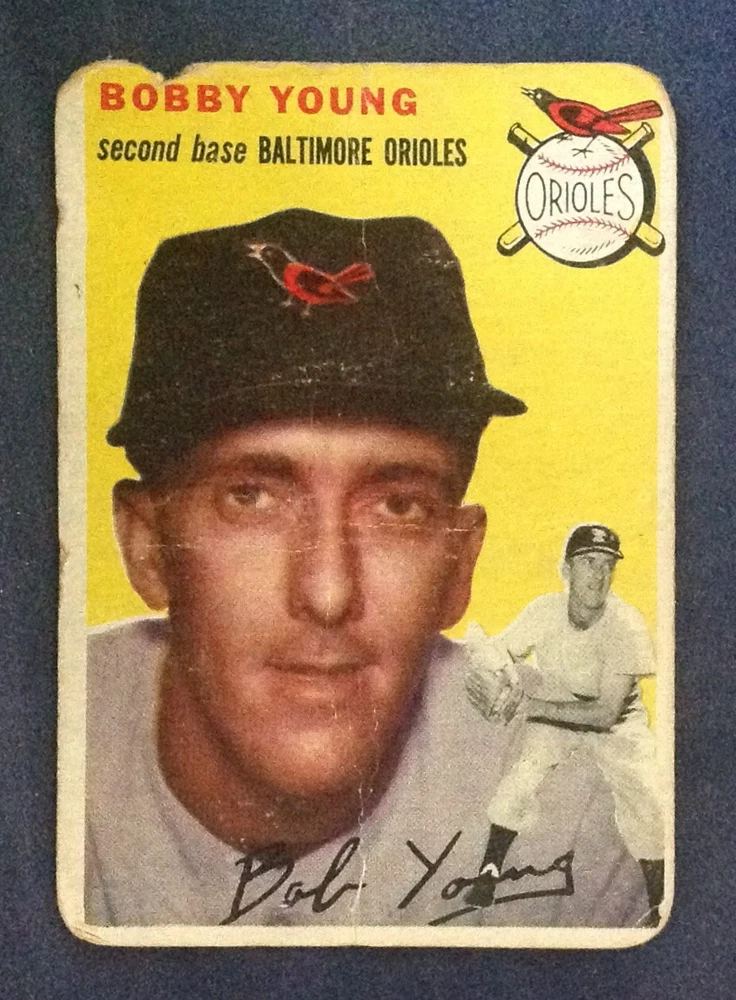 BOBBY YOUNG
second base BALTIMORE ORIOLES
ORIOLES
B
Bob Young